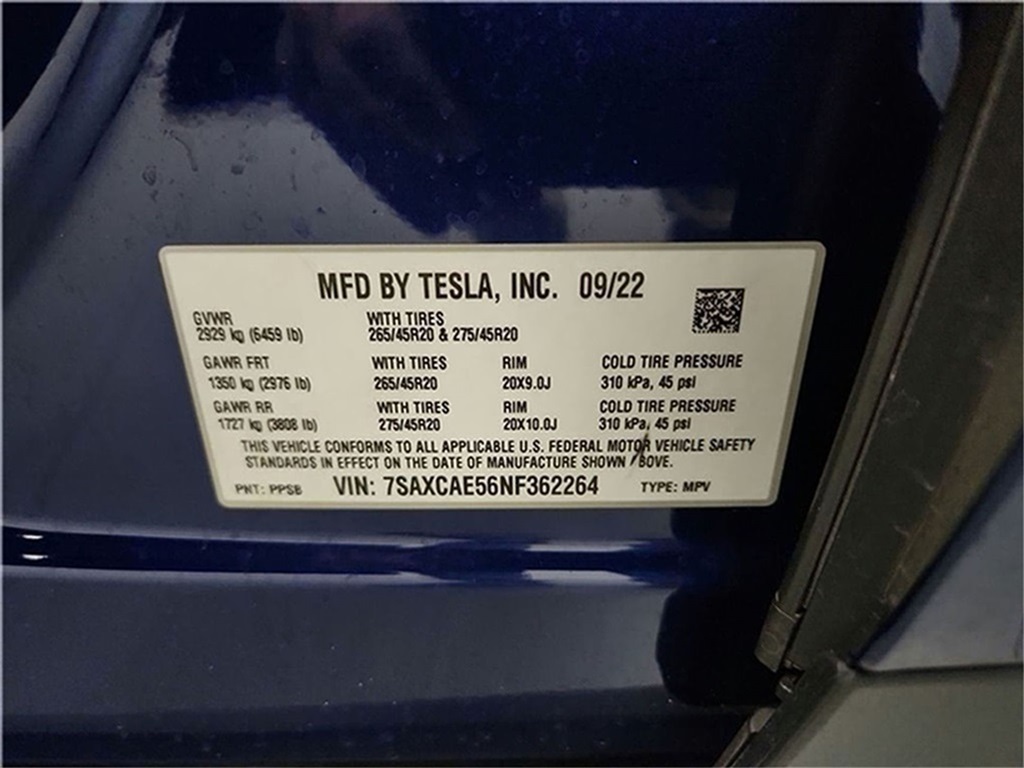 MFD BY TESLA, INC. 09/22
GVWR WITH TIRES
2929 kg (6459 lb) 265/45R20 & 275/45R20
GAWR FRT WITH TIRES RIM COLD TIRE PRESSURE
1350 kg (2976 lb) 265/45R20 20X9.0J 310 kPa, 45 psi
GAWR RR WITH TIRES RIM COLD TIRE PRESSURE
1727 kg (3808 lb) 275/45R20 20X10.0J 310 kPa, 45 psi
THIS VEHICLE CONFORMS TO ALL APPLICABLE U.S. FEDERAL MOTOR VEHICLE SAFETY
STANDARDS IN EFFECT ON THE DATE OF MANUFACTURE SHOWN ABOVE.
PNT: PPSB VIN: 7SAXCAE56NF362264 TYPE: MPV